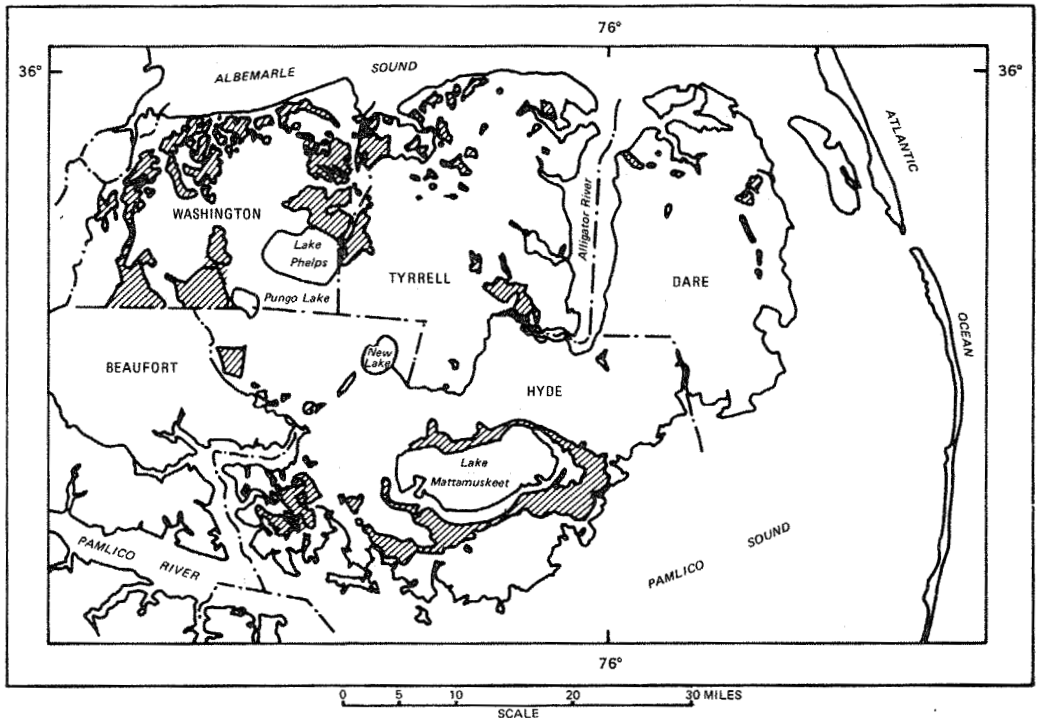 76°
36°
36°
ALBEMARLE SOUND
ATLANTIC
OCEAN
WASHINGTON
Alligator River
Lake
Phelps
TYRRELL
DARE
Pungo Lake
BEAUFORT
New
Lake
HYDE
Lake
Mattamuskeet
PAMLICO RIVER
PAMLICO SOUND
76°
0 5 10 20 30 MILES
SCALE